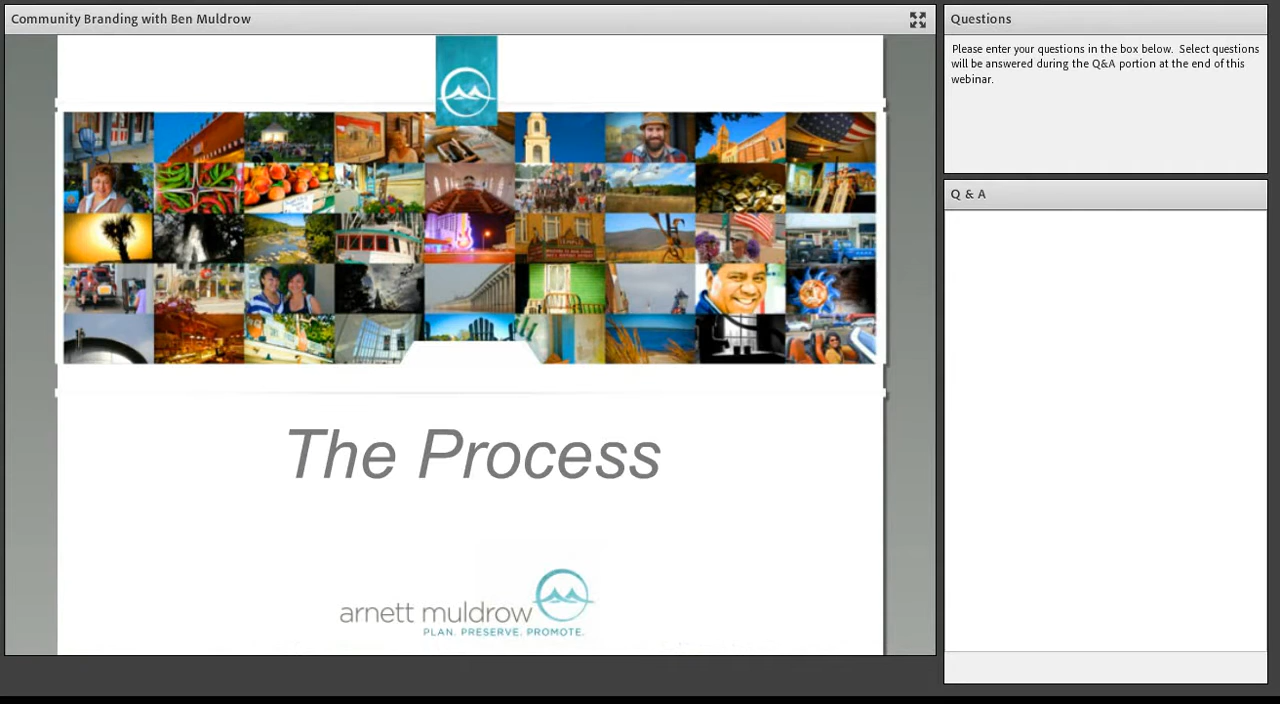 Community Branding with Ben Muldrow
The Process
arnett muldrow
PLAN. PRESERVE. PROMOTE.
Questions
Please enter your questions in the box below. Select questions
will be answered during the Q&A portion at the end of this
webinar.
Q & A